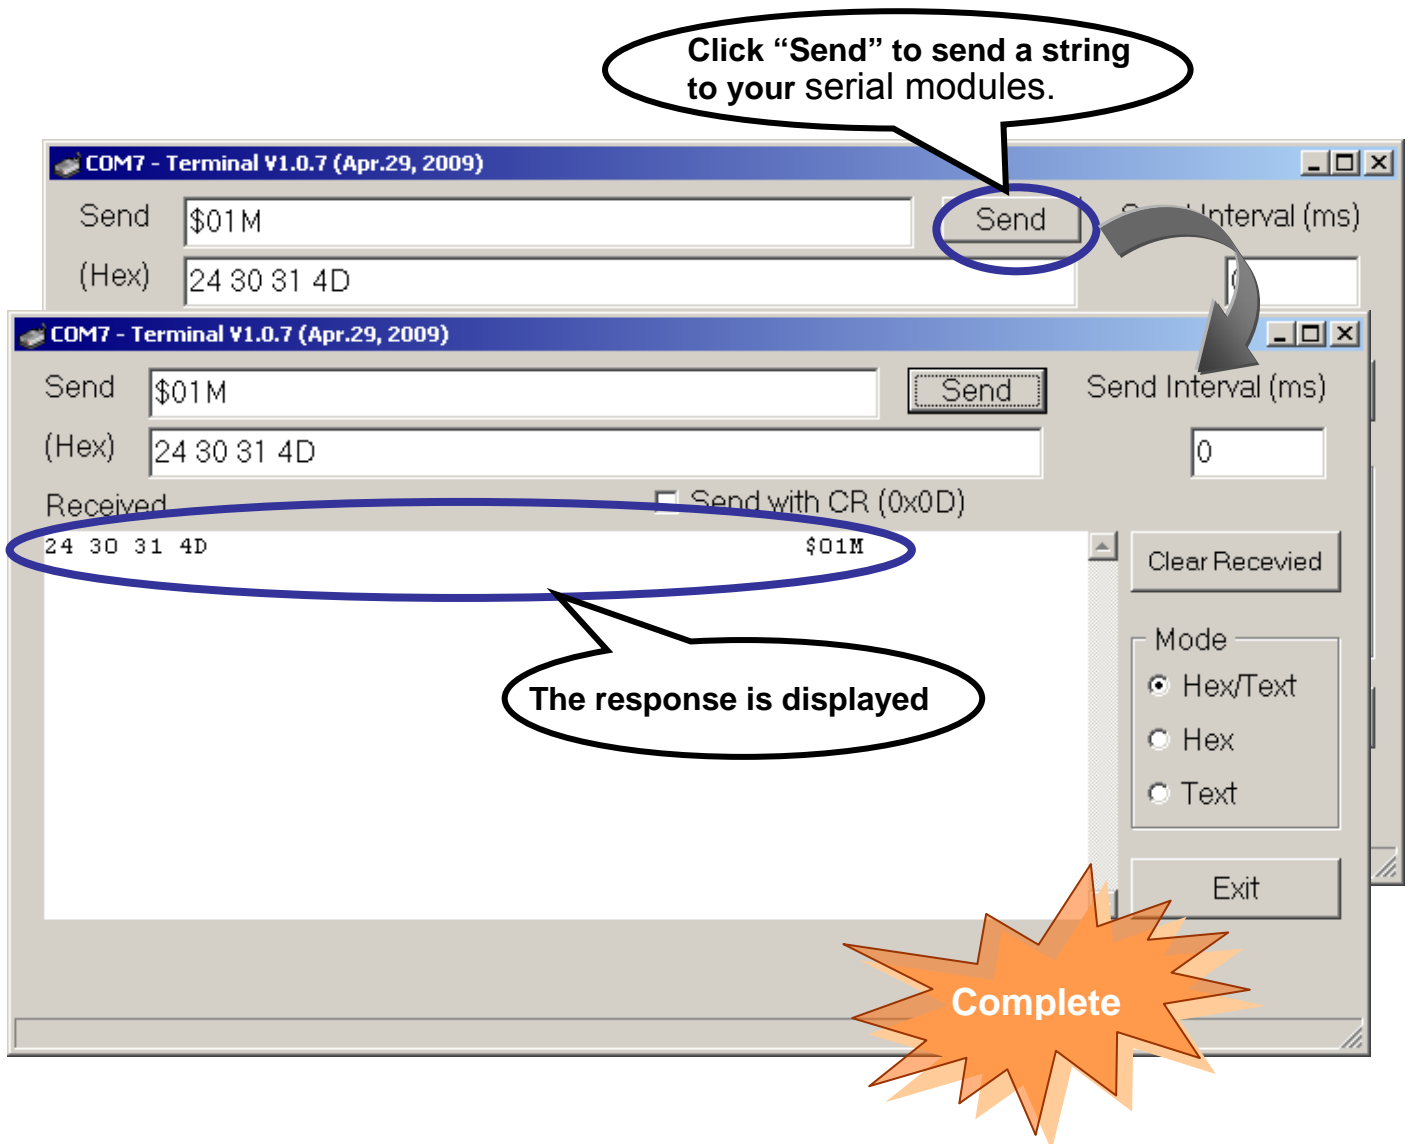 Click “Send” to send a string
to your serial modules.
COM7 - Terminal V1.0.7 (Apr.29, 2009)
Send $01M Send Interval (ms)
(Hex) 24 30 31 4D
COM7 - Terminal V1.0.7 (Apr.29, 2009)
Send $01M Send Send Interval (ms)
(Hex) 24 30 31 4D 0
Received Send with CR (0x0D)
24 30 31 4D $01M
Clear Recevied
Mode
Hex/Text
The response is displayed
Hex
Text
Exit
Complete